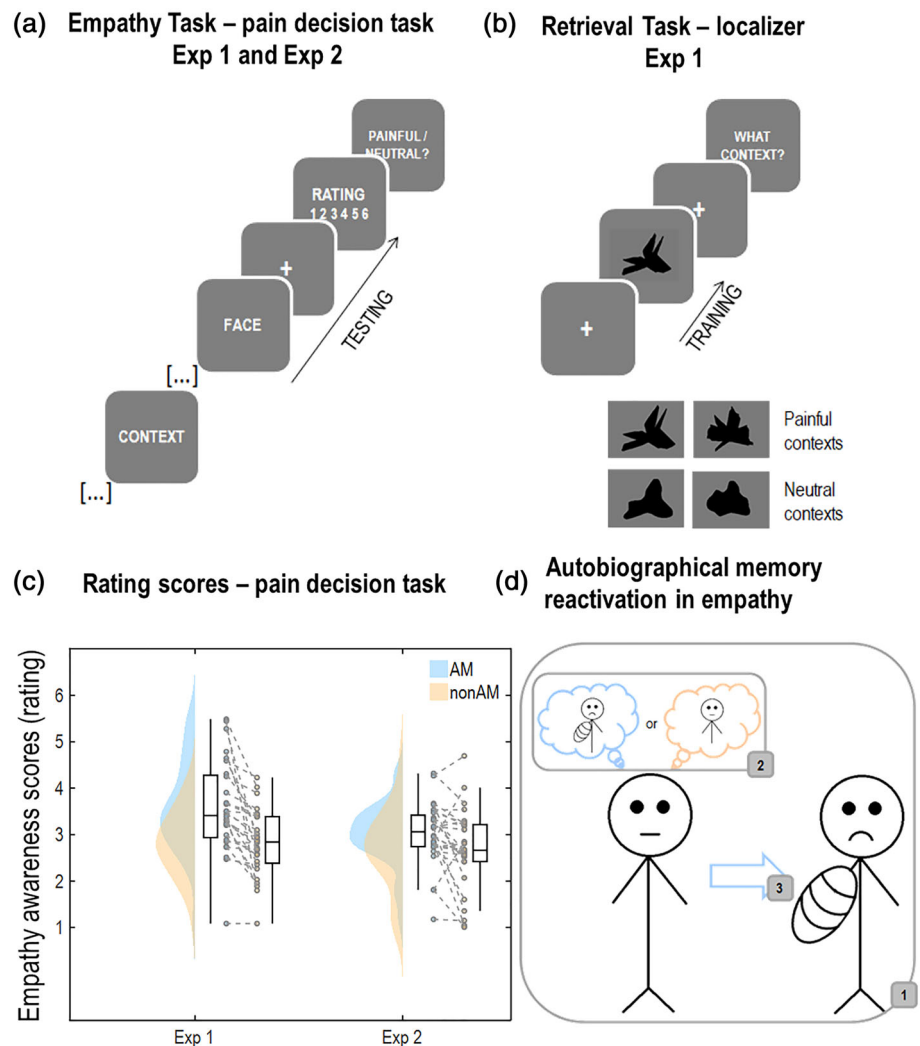 (a) Empathy Task – pain decision task
Exp 1 and Exp 2
PAINFUL /
NEUTRAL?
RATING
1 2 3 4 5 6
+
FACE
[...]
CONTEXT
[...]
TESTING
(b) Retrieval Task – localizer
Exp 1
WHAT
CONTEXT?
+
+
TRAINING
Painful
contexts
Neutral
contexts
(c) Rating scores – pain decision task
Empathy awareness scores (rating)
6
5
4
3
2
1
AM
nonAM
Exp 1
Exp 2
(d) Autobiographical memory
reactivation in empathy
or
2
3
1